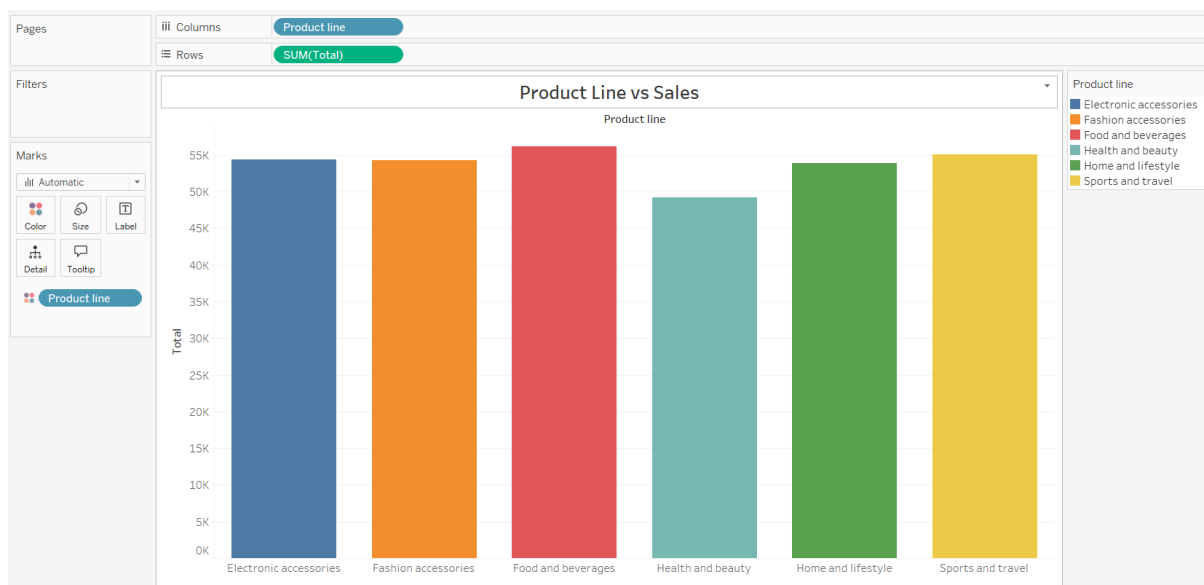 Pages
Columns
Product line
Rows
SUM(Total)
Filters
Marks
Automatic
Color
Size
Label
Detail
Tooltip
Product line
Product Line vs Sales
Product line
Total
55K
50K
45K
40K
35K
30K
25K
20K
15K
10K
5K
0K
Electronic accessories
Fashion accessories
Food and beverages
Health and beauty
Home and lifestyle
Sports and travel
Product line
Electronic accessories
Fashion accessories
Food and beverages
Health and beauty
Home and lifestyle
Sports and travel